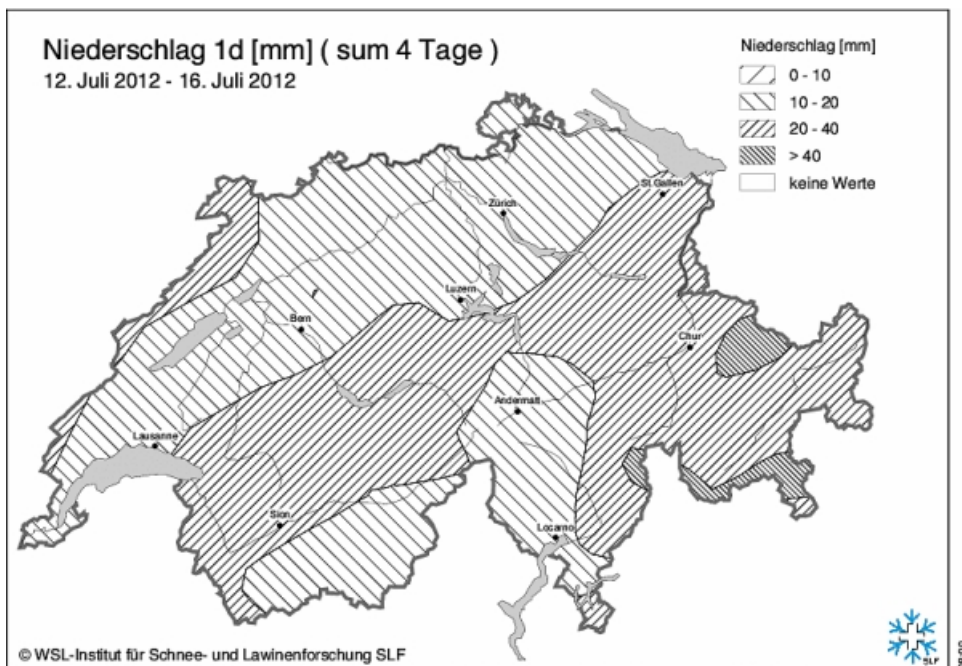 Niederschlag 1d [mm] ( sum 4 Tage )
12. Juli 2012 - 16. Juli 2012
Niederschlag [mm]
0 - 10
10 - 20
20 - 40
> 40
keine Werte
St.Gallen
Zürich
Luzern
Bern
Chur
Andermatt
Lausanne
Sion
Locarno
© WSL-Institut für Schnee- und Lawinenforschung SLF
SLF